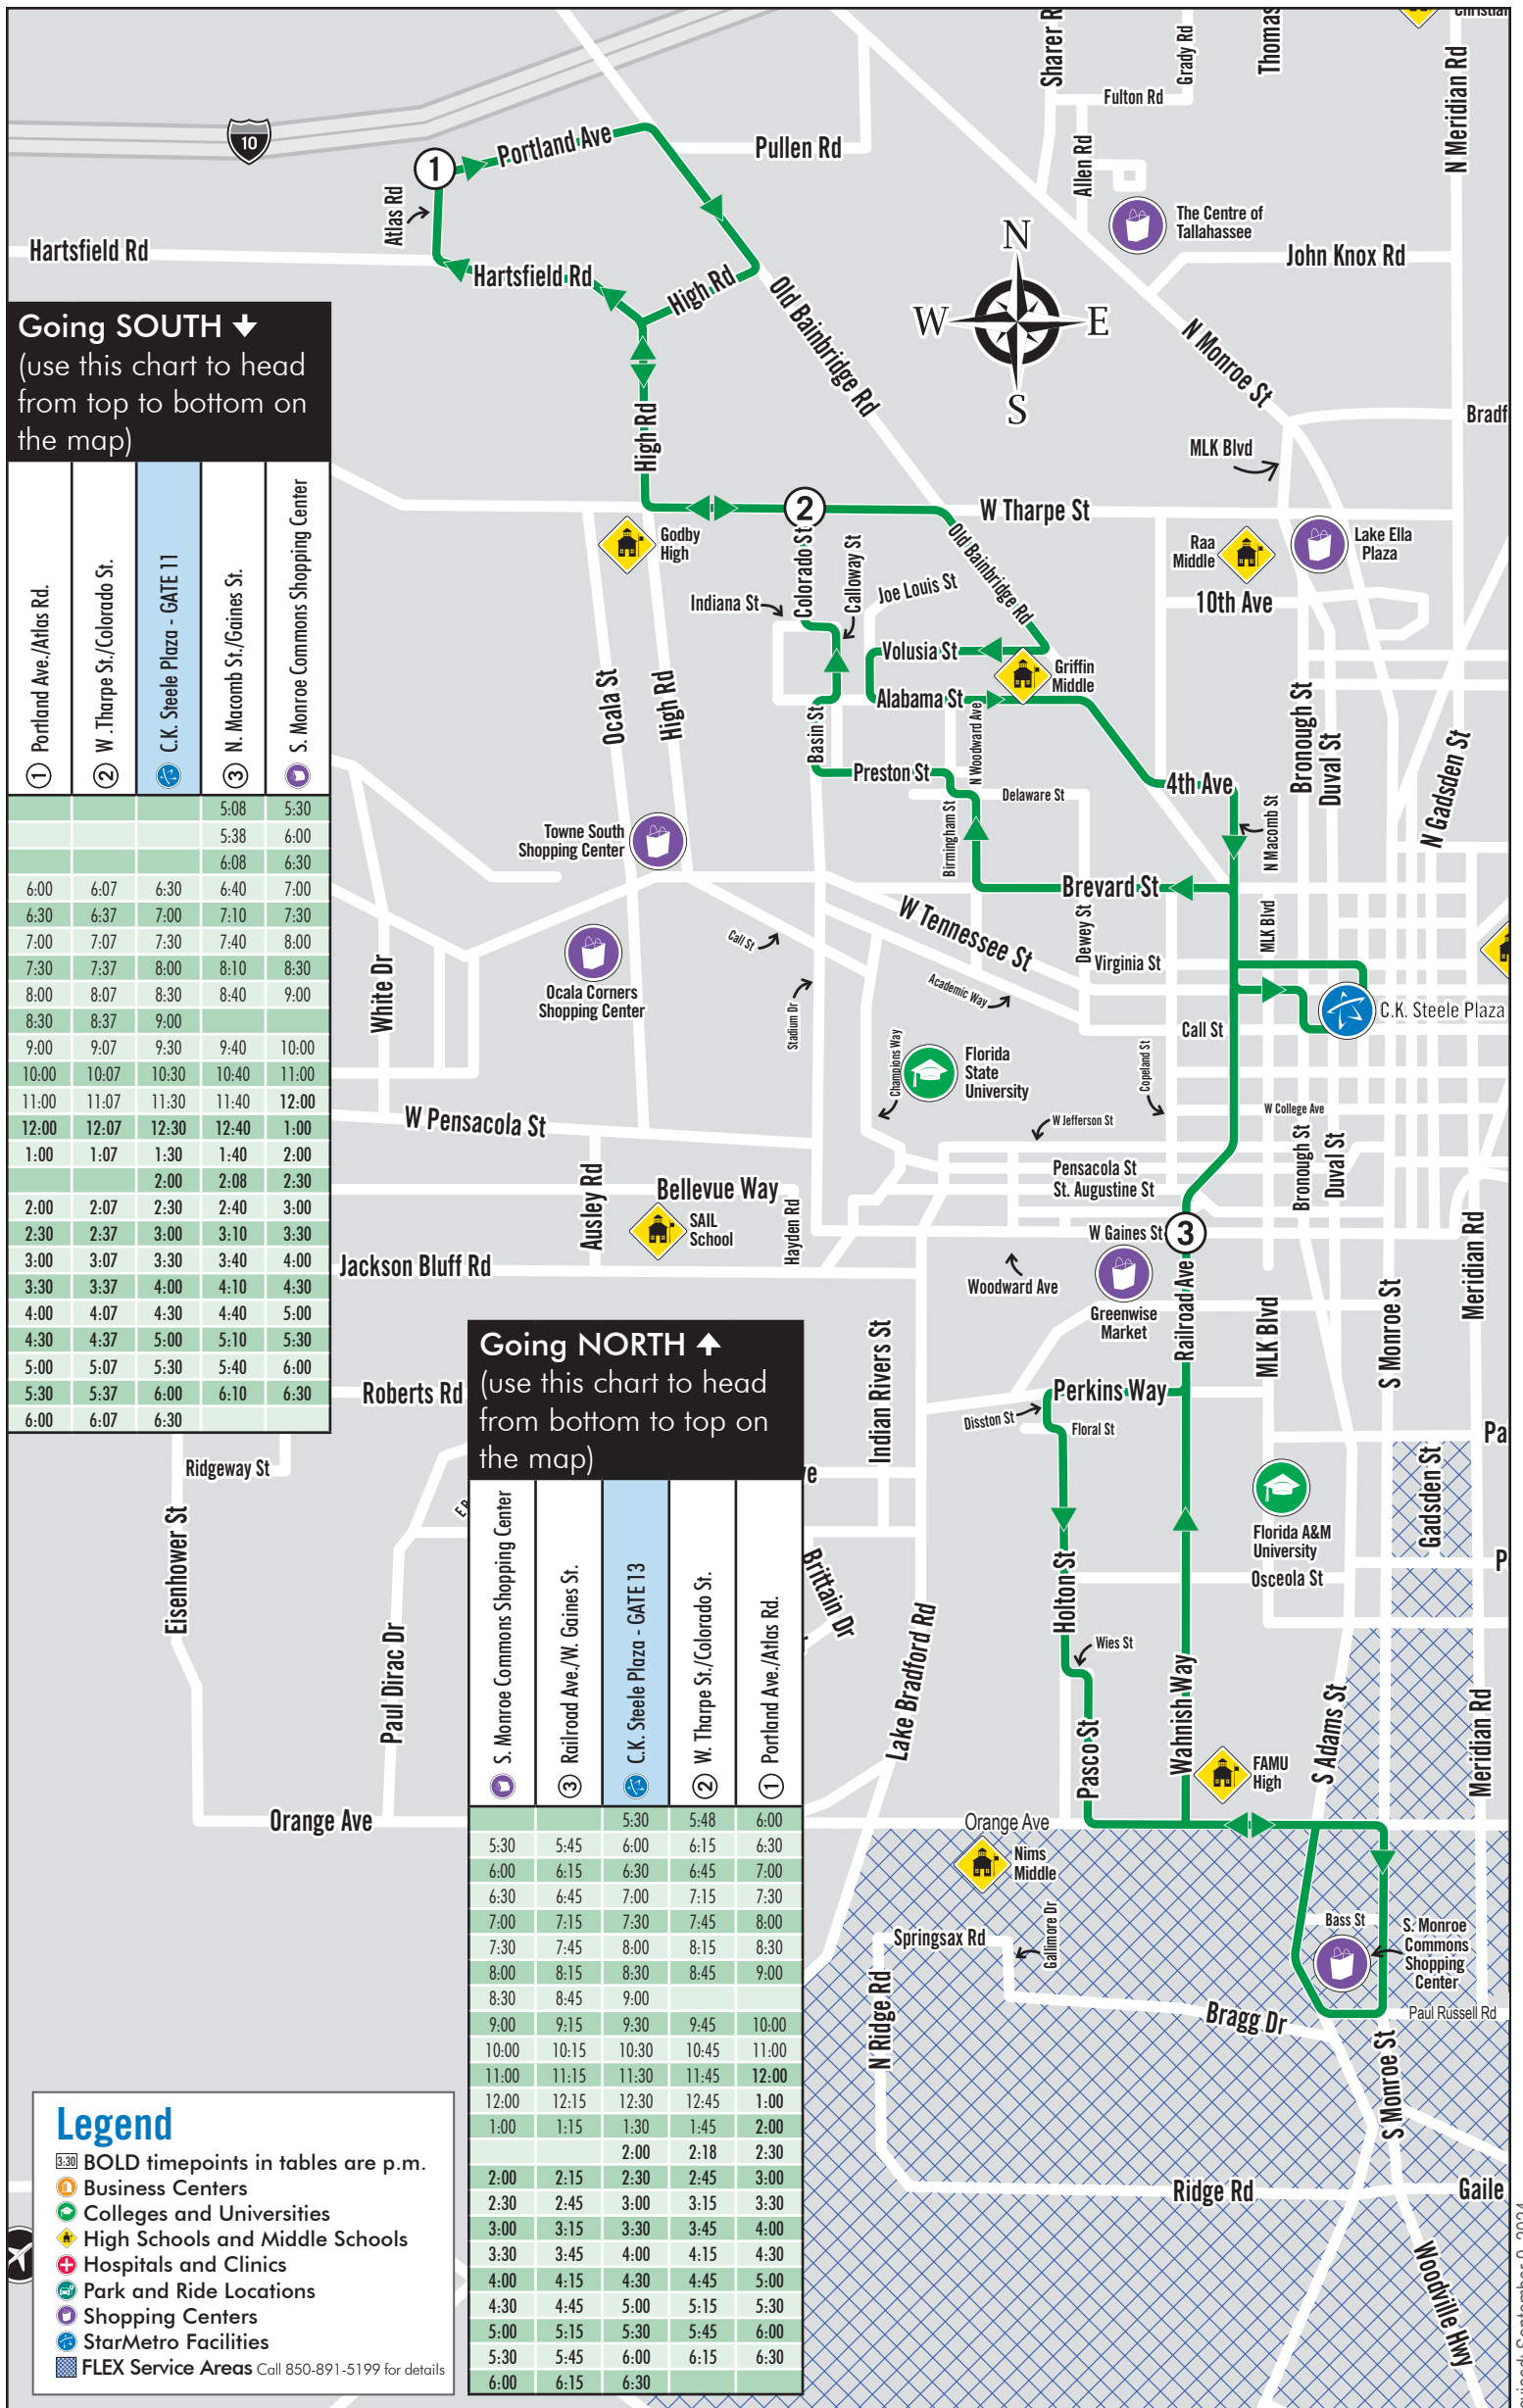 Sharer R
Grady Rd
Thomas
N Meridian Rd
Fulton Rd
10
Portland Ave
Pullen Rd
Allen Rd
1
Atlas Rd
The Centre of
Tallahassee
Hartsfield Rd
Hartsfield Rd
High Rd
John Knox Rd
N
W E
S
Old Bainbridge Rd
N Monroe St
High Rd
Bradf
MLK Blvd
2
W Tharpe St
Godby
High
Colorado St
Calloway St
Old Bainbridge Rd
Raa
Middle
Lake Ella
Plaza
Indiana St
Joe Louis St
10th Ave
Volusia St
Griffin
Middle
Ocala St
High Rd
Alabama St
Basin St
N Woodward Ave
Bronough St
Duval St
N Gadsden St
Preston St
4th Ave
Delaware St
Towne South
Shopping Center
Birmingham St
N Macomb St
Brevard St
W Tennessee St
Dewey St
MLK Blvd
Call St
Virginia St
White Dr
Ocala Corners
Shopping Center
Academic Way
Stadium Dr
C.K. Steele Plaza
Call St
Champions Way
Florida
State
University
Copeland St
W Pensacola St
W College Ave
W Jefferson St
Bronough St
Duval St
Pensacola St
St. Augustine St
Ausley Rd
Bellevue Way
SAIL
School
Hayden Rd
W Gaines St
3
Meridian Rd
Jackson Bluff Rd
Woodward Ave
Greenwise
Market
Railroad Ave
MLK Blvd
S Monroe St
Indian Rivers St
Roberts Rd
Perkins Way
Disston St
Floral St
Pa
Ridgeway St
ve
Gadsden St
Florida A&M
University
Eisenhower St
Brittain Dr
Holton St
P
Osceola St
Paul Dirac Dr
Lake Bradford Rd
Wies St
Wahnish Way
Pasco St
S Adams St
Meridian Rd
FAMU
High
Orange Ave
Orange Ave
Nims
Middle
Bass St
S. Monroe
Commons
Shopping
Center
Springsax Rd
Gallimore Dr
N Ridge Rd
Bragg Dr
Paul Russell Rd
S Monroe St
Ridge Rd
Gaile
Woodville Hwy
Going SOUTH
(use this chart to head
from top to bottom on
the map)
1 Portland Ave./Atlas Rd.
2 W .Tharpe St./Colorado St.
C.K. Steele Plaza - GATE 11
3 N. Macomb St./Gaines St.
S. Monroe Commons Shopping Center
5:08 5:30
5:38 6:00
6:08 6:30
6:00 6:07 6:30 6:40 7:00
6:30 6:37 7:00 7:10 7:30
7:00 7:07 7:30 7:40 8:00
7:30 7:37 8:00 8:10 8:30
8:00 8:07 8:30 8:40 9:00
8:30 8:37 9:00
9:00 9:07 9:30 9:40 10:00
10:00 10:07 10:30 10:40 11:00
11:00 11:07 11:30 11:40 12:00
12:00 12:07 12:30 12:40 1:00
1:00 1:07 1:30 1:40 2:00
2:00 2:08 2:30
2:00 2:07 2:30 2:40 3:00
2:30 2:37 3:00 3:10 3:30
3:00 3:07 3:30 3:40 4:00
3:30 3:37 4:00 4:10 4:30
4:00 4:07 4:30 4:40 5:00
4:30 4:37 5:00 5:10 5:30
5:00 5:07 5:30 5:40 6:00
5:30 5:37 6:00 6:10 6:30
6:00 6:07 6:30
Going NORTH
(use this chart to head
from bottom to top on
the map)
S. Monroe Commons Shopping Center
3 Railroad Ave./W. Gaines St.
C.K. Steele Plaza - GATE 13
2 W. Tharpe St./Colorado St.
1 Portland Ave./Atlas Rd.
5:30 5:48 6:00
5:30 5:45 6:00 6:15 6:30
6:00 6:15 6:30 6:45 7:00
6:30 6:45 7:00 7:15 7:30
7:00 7:15 7:30 7:45 8:00
7:30 7:45 8:00 8:15 8:30
8:00 8:15 8:30 8:45 9:00
8:30 8:45 9:00
9:00 9:15 9:30 9:45 10:00
10:00 10:15 10:30 10:45 11:00
11:00 11:15 11:30 11:45 12:00
12:00 12:15 12:30 12:45 1:00
1:00 1:15 1:30 1:45 2:00
2:00 2:18 2:30
2:00 2:15 2:30 2:45 3:00
2:30 2:45 3:00 3:15 3:30
3:00 3:15 3:30 3:45 4:00
3:30 3:45 4:00 4:15 4:30
4:00 4:15 4:30 4:45 5:00
4:30 4:45 5:00 5:15 5:30
5:00 5:15 5:30 5:45 6:00
5:30 5:45 6:00 6:15 6:30
6:00 6:15 6:30
Legend
3:30 BOLD timepoints in tables are p.m.
Business Centers
Colleges and Universities
High Schools and Middle Schools
Hospitals and Clinics
Park and Ride Locations
Shopping Centers
StarMetro Facilities
FLEX Service Areas Call 850-891-5199 for details